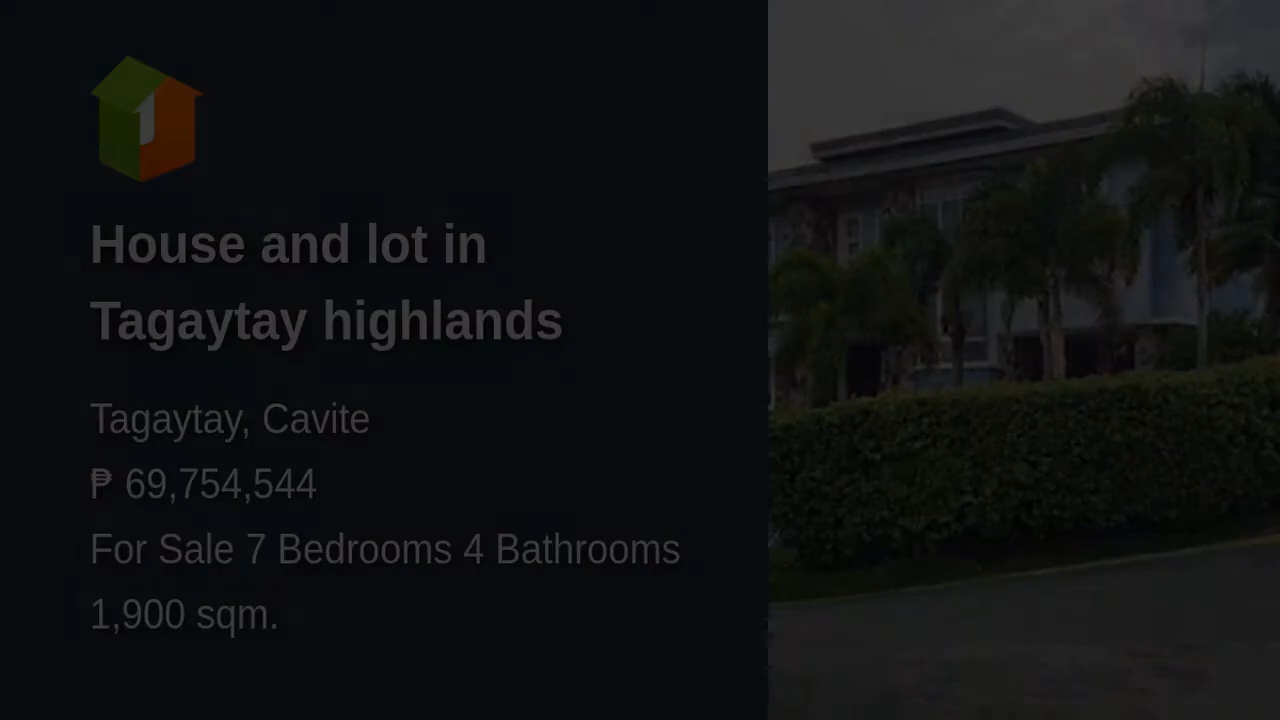 House and lot in
Tagaytay highlands
Tagaytay, Cavite
₱ 69,754,544
For Sale 7 Bedrooms 4 Bathrooms
1,900 sqm.